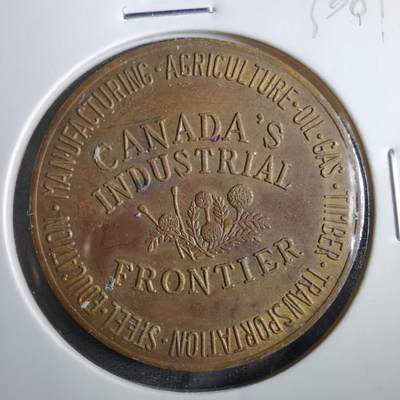 CANADA'S
INDUSTRIAL
FRONTIER
MANUFACTURING · AGRICULTURE · OIL · GAS · TIMBER · TRANSPORTATION · STEEL · EDUCATION ·